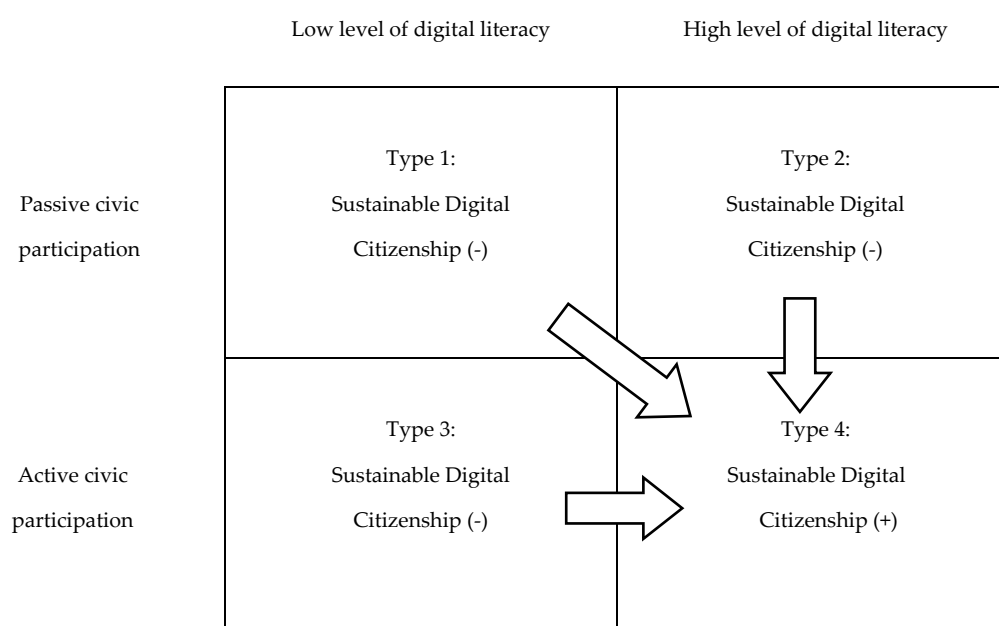 Low level of digital literacy
High level of digital literacy
Passive civic
participation
Type 1:
Sustainable Digital
Citizenship (-)
Type 2:
Sustainable Digital
Citizenship (-)
Active civic
participation
Type 3:
Sustainable Digital
Citizenship (-)
Type 4:
Sustainable Digital
Citizenship (+)